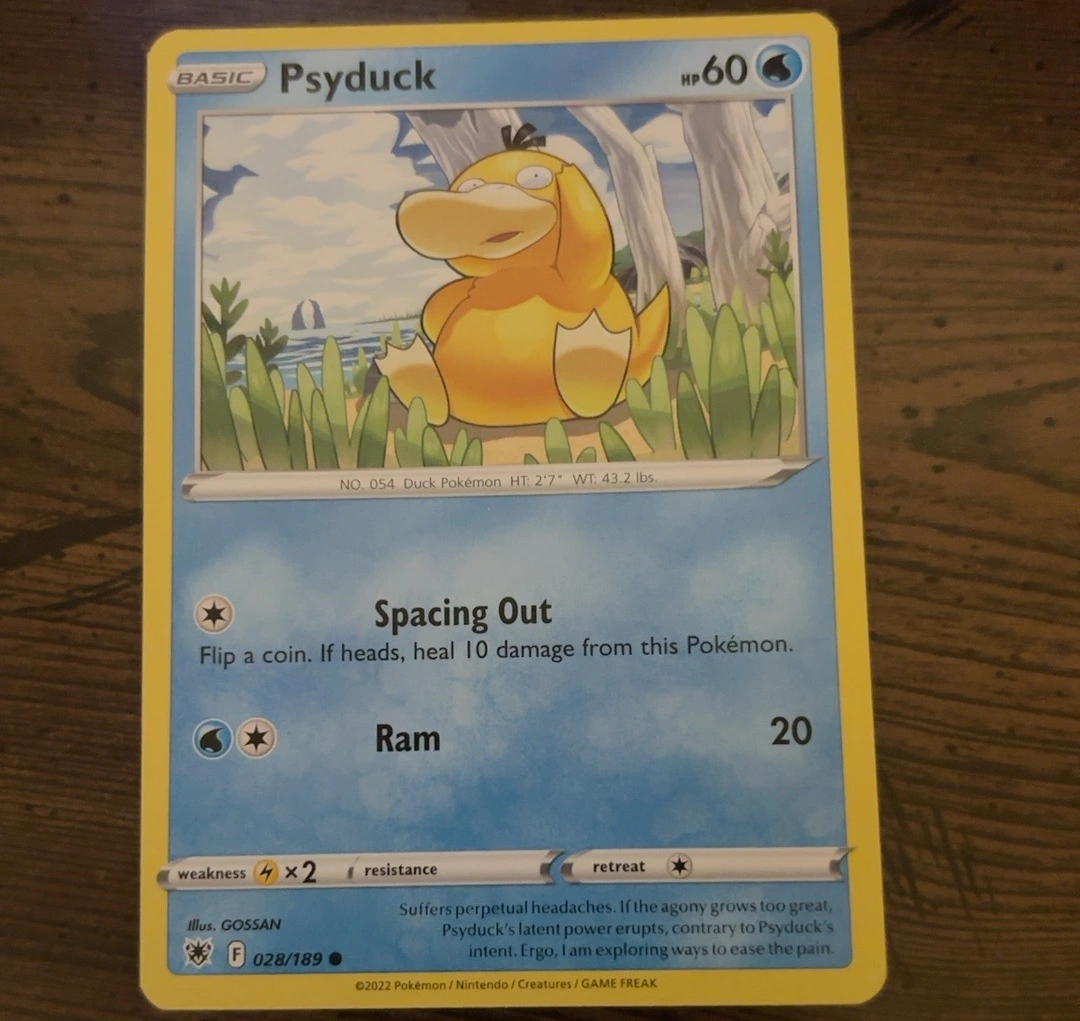 BASIC Psyduck HP60
NO. 054 Duck Pokémon HT: 2'7" WT: 43.2 lbs.
Spacing Out
Flip a coin. If heads, heal 10 damage from this Pokémon.
Ram 20
weakness ×2 resistance retreat
Suffers perpetual headaches. If the agony grows too great,
Psyduck's latent power erupts, contrary to Psyduck's
intent. Ergo, I am exploring ways to ease the pain.
Illus. GOSSAN
F 028/189
©2022 Pokémon / Nintendo / Creatures / GAME FREAK